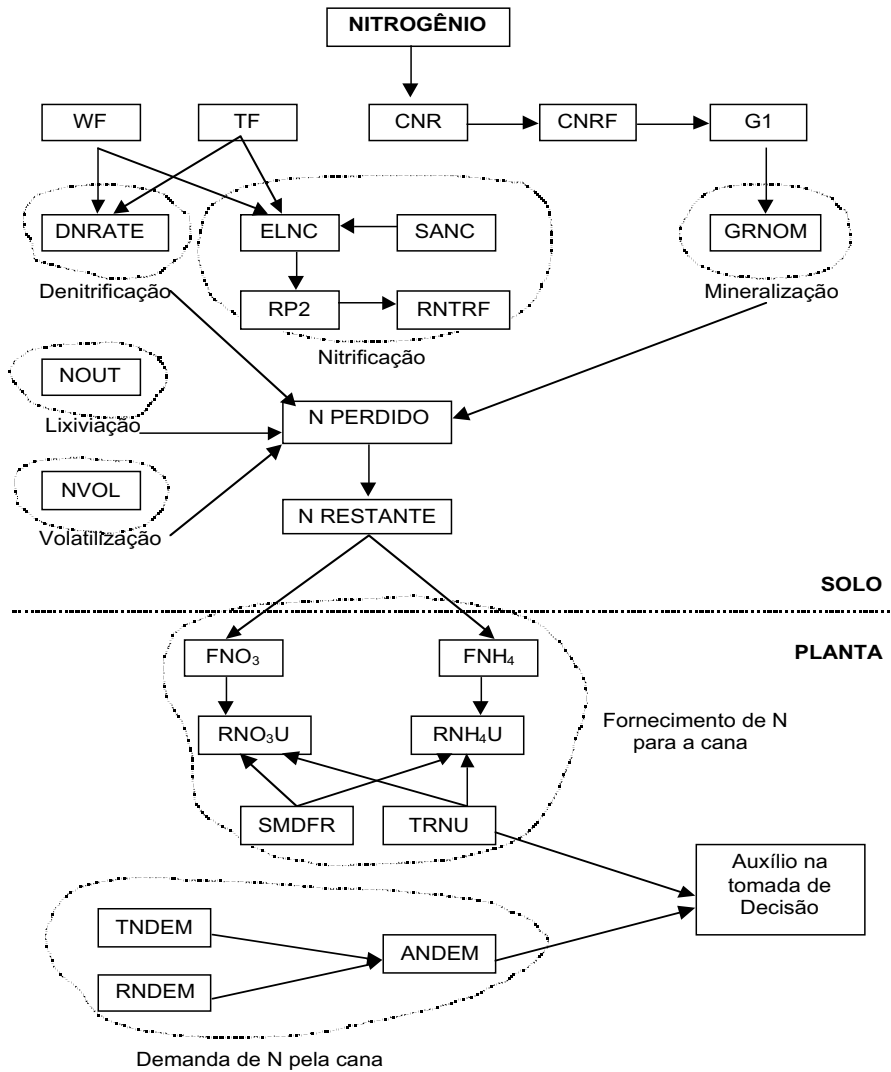 NITROGÊNIO
WF
TF
CNR
CNRF
G1
DNRATE
ELNC
SANC
GRNOM
Denitrificação
RP2
RNTRF
Mineralização
Nitrificação
NOUT
Lixiviação
N PERDIDO
NVOL
Volatilização
N RESTANTE
SOLO
PLANTA
FNO₃
FNH₄
RNO₃U
RNH₄U
Fornecimento de N
para a cana
SMDFR
TRNU
Auxílio na
tomada de
Decisão
TNDEM
ANDEM
RNDEM
Demanda de N pela cana